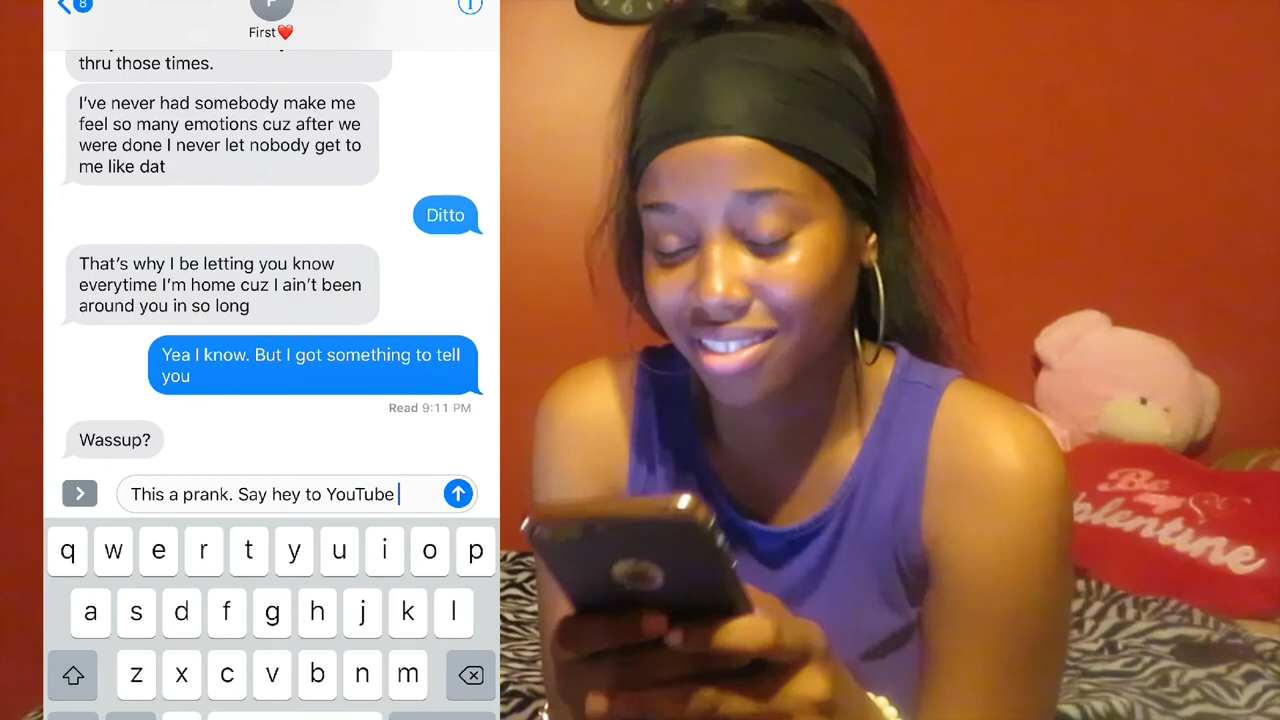 8
First❤️
thru those times.
I've never had somebody make me
feel so many emotions cuz after we
were done I never let nobody get to
me like dat
Ditto
That's why I be letting you know
everytime I'm home cuz I ain't been
around you in so long
Yea I know. But I got something to tell
you
Read 9:11 PM
Wassup?
This a prank. Say hey to YouTube
q w e r t y u i o p
a s d f g h j k l
z x c v b n m
Be
my
Valentine